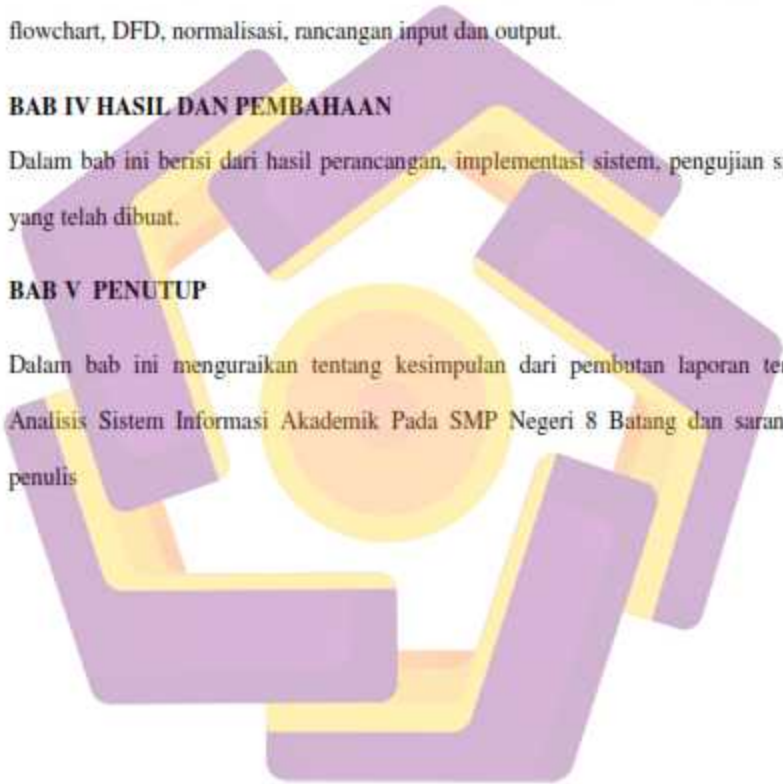 flowchart, DFD, normalisasi, rancangan input dan output.
BAB IV HASIL DAN PEMBAHAAN
Dalam bab ini berisi dari hasil perancangan, implementasi sistem, pengujian
yang telah dibuat.
BAB V PENUTUP
Dalam bab ini menguraikan tentang kesimpulan dari pembutan laporan
Analisis Sistem Informasi Akademik Pada SMP Negeri 8 Batang dan saran
penulis